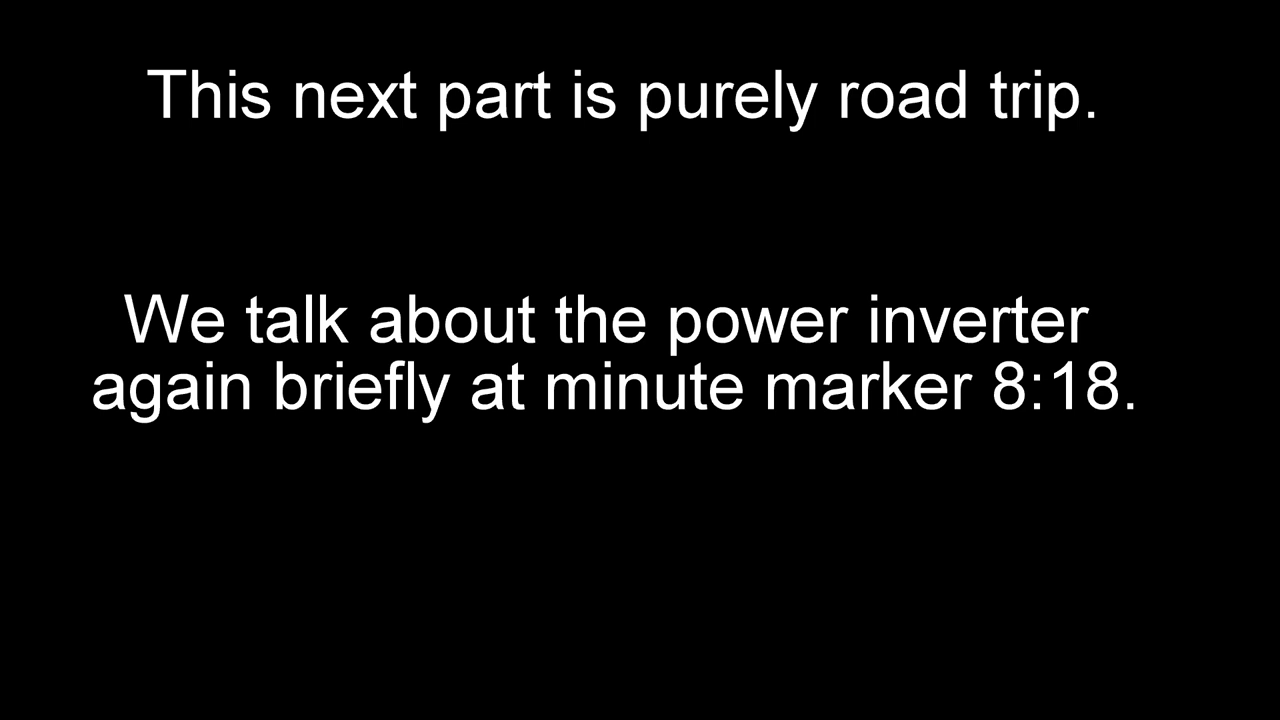 This next part is purely road trip.
We talk about the power inverter
again briefly at minute marker 8:18.